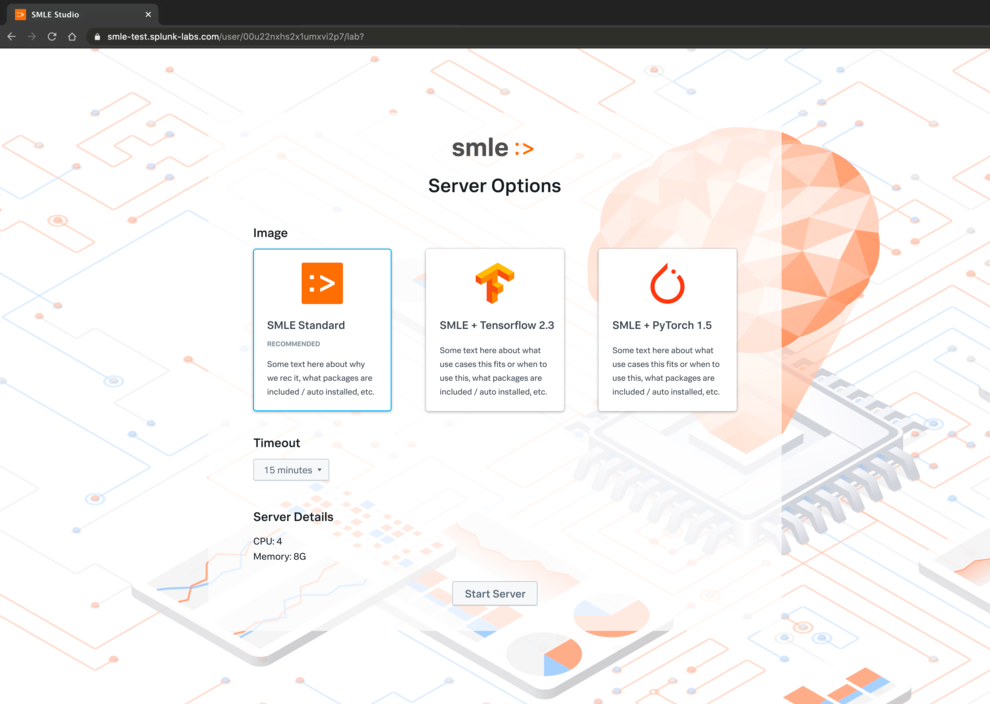 SMLE Studio
smle-test.splunk-labs.com/user/00u22nxhs2x1umxvi2p7/lab?
smle :>
Server Options
Image
:>
SMLE Standard
RECOMMENDED
Some text here about why
we rec it, what packages are
included / auto installed, etc.
SMLE + Tensorflow 2.3
Some text here about what
use cases this fits or when to
use this, what packages are
included / auto installed, etc.
SMLE + PyTorch 1.5
Some text here about what
use cases this fits or when to
use this, what packages are
included / auto installed, etc.
Timeout
15 minutes
Server Details
CPU: 4
Memory: 8G
Start Server